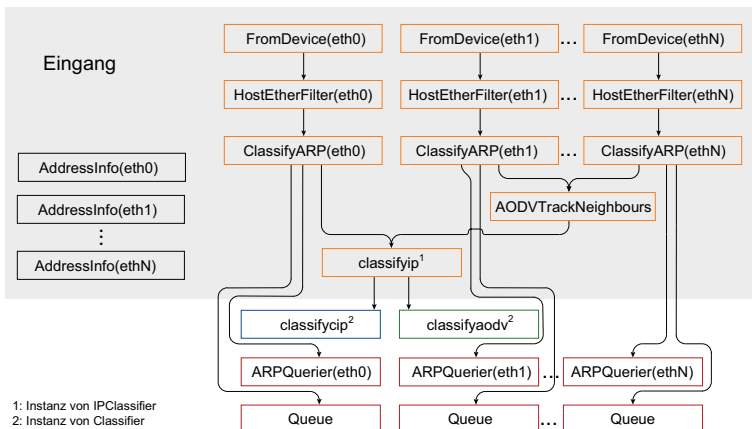 FromDevice(eth0) FromDevice(eth1) ... FromDevice(ethN)
Eingang
HostEtherFilter(eth0) HostEtherFilter(eth1) ... HostEtherFilter(ethN)
ClassifyARP(eth0) ClassifyARP(eth1) ... ClassifyARP(ethN)
AddressInfo(eth0)
AddressInfo(eth1)
⋮
AddressInfo(ethN)
AODVTrackNeighbours
classifyip¹
classifycip² classifyaodv²
ARPQuerier(eth0) ARPQuerier(eth1) ... ARPQuerier(ethN)
1: Instanz von IPClassifier
2: Instanz von Classifier
Queue Queue ... Queue